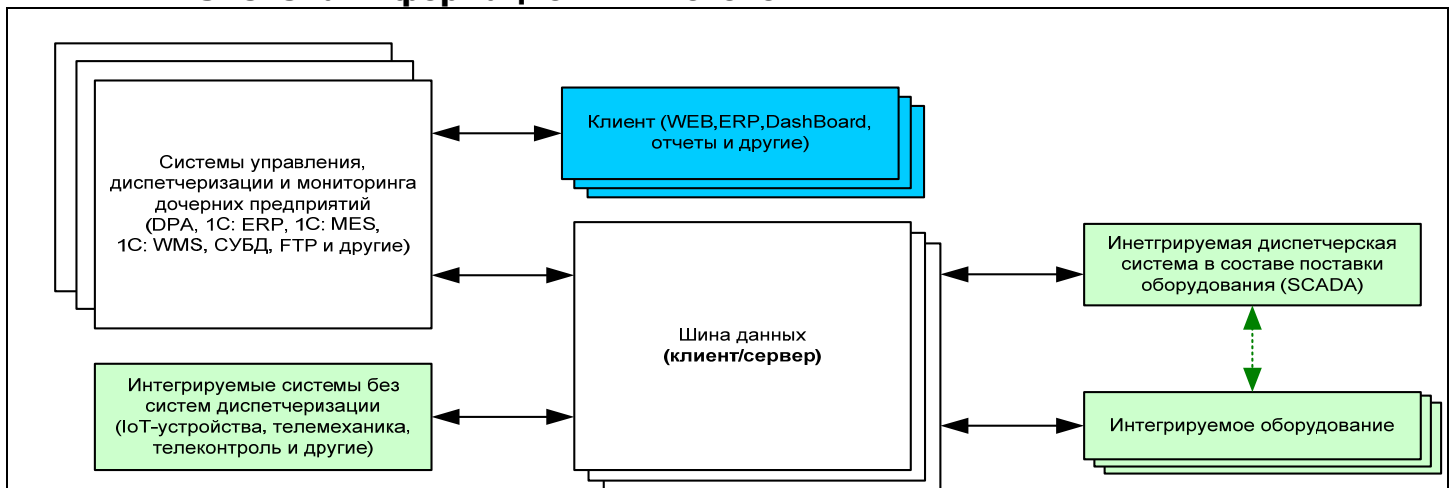 Системы управления,
диспетчеризации и мониторинга
дочерних предприятий
(DPA, 1С: ERP, 1С: MES,
1С: WMS, СУБД, FTP и другие)
Клиент (WEB,ERP,DashBoard,
отчеты и другие)
Шина данных
(клиент/сервер)
Инетгрируемая диспетчерская
система в составе поставки
оборудования (SCADA)
Интегрируемые системы без
систем диспетчеризации
(IoT-устройства, телемеханика,
телеконтроль и другие)
Интегрируемое оборудование